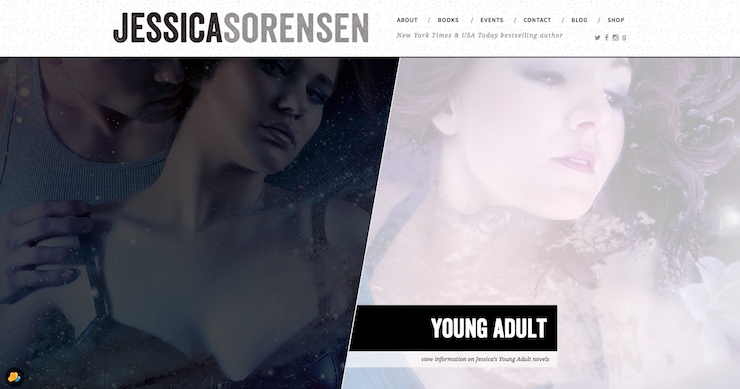 JESSICASORENSEN
ABOUT / BOOKS / EVENTS / CONTACT / BLOG / SHOP
New York Times & USA Today bestselling author
YOUNG ADULT
view information on Jessica's Young Adult novels